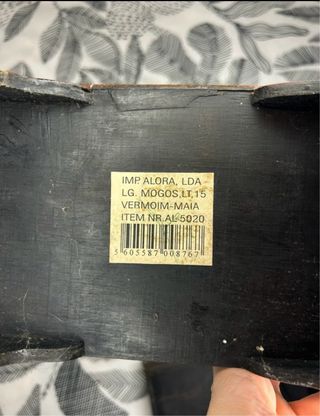 IMP. ALORA, LDA
LG. MOGOS,LT,15
VERMOIM-MAIA
ITEM NR.AL-5020
5 605587 008767